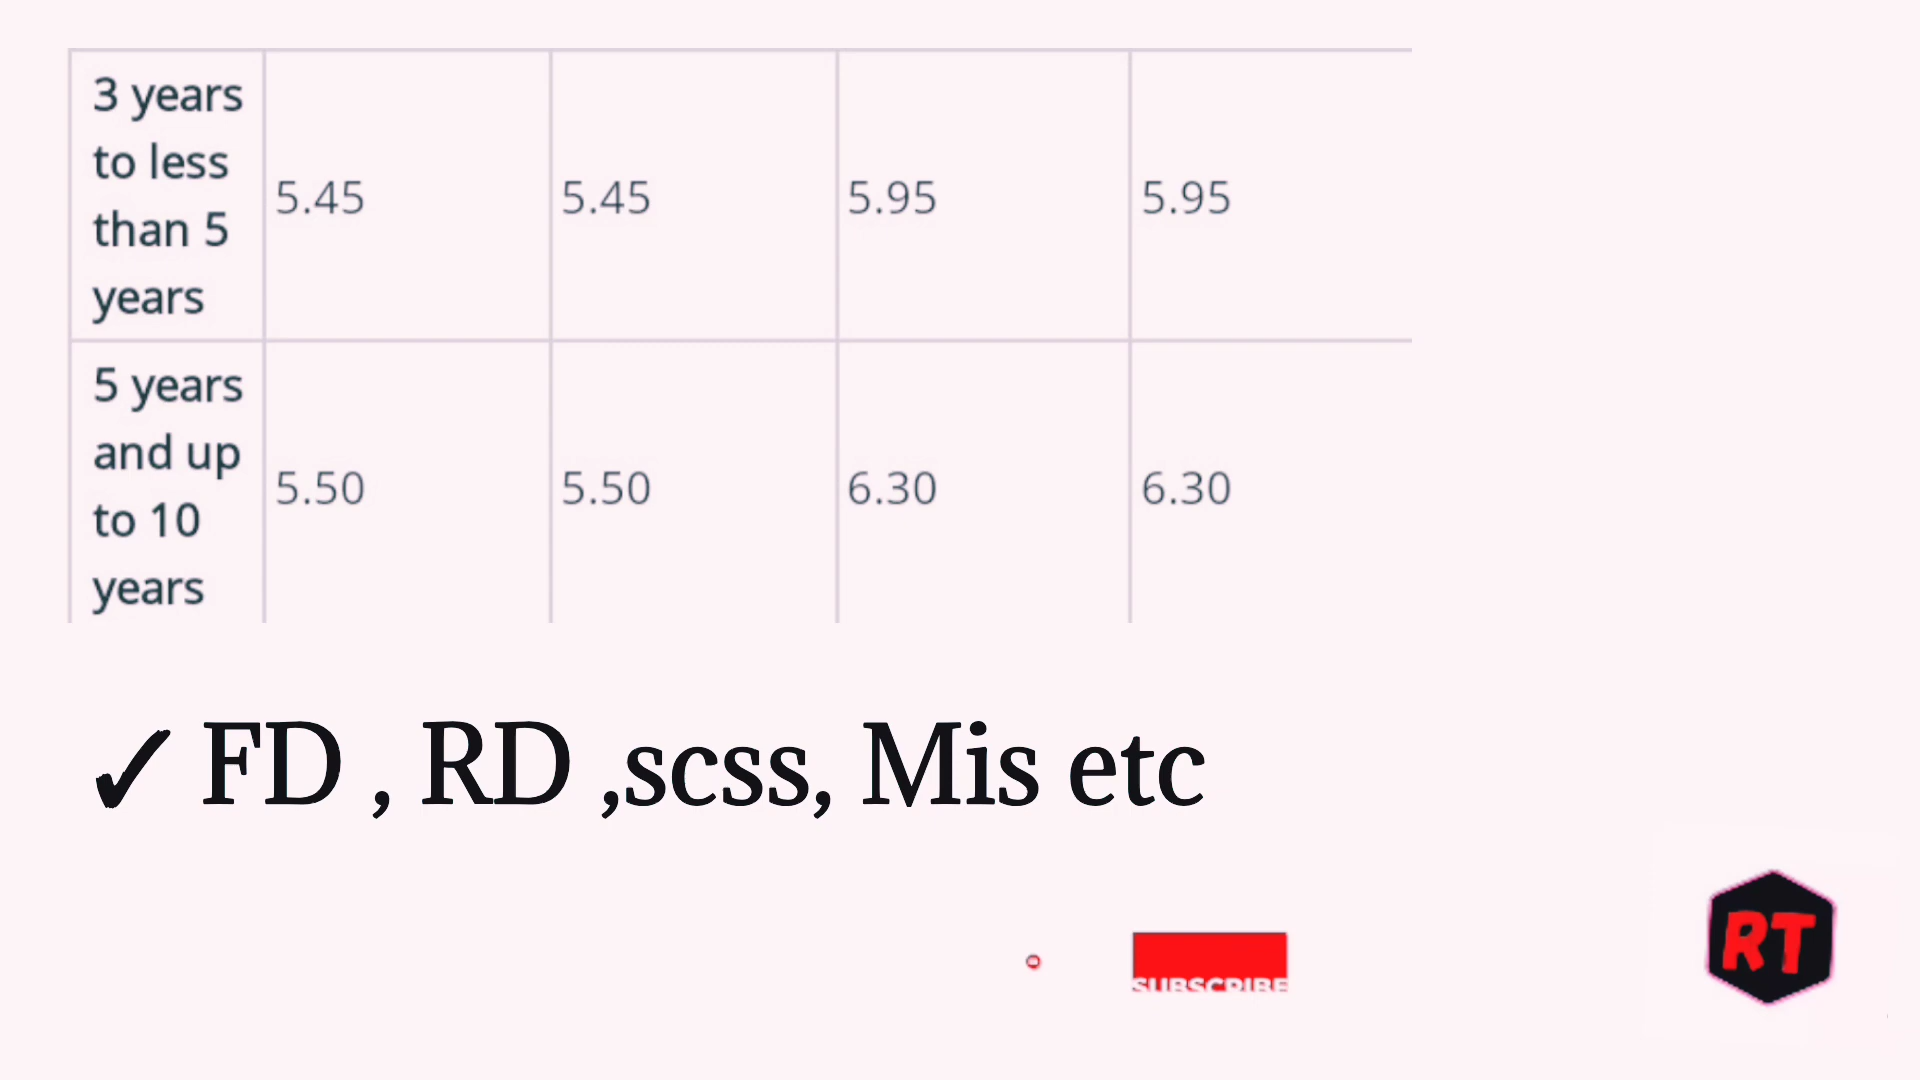 3 years
to less
than 5
years
5.45 5.45 5.95 5.95
5 years
and up
to 10
years
5.50 5.50 6.30 6.30
✓ FD , RD ,scss, Mis etc
SUBSCRIBE
RT